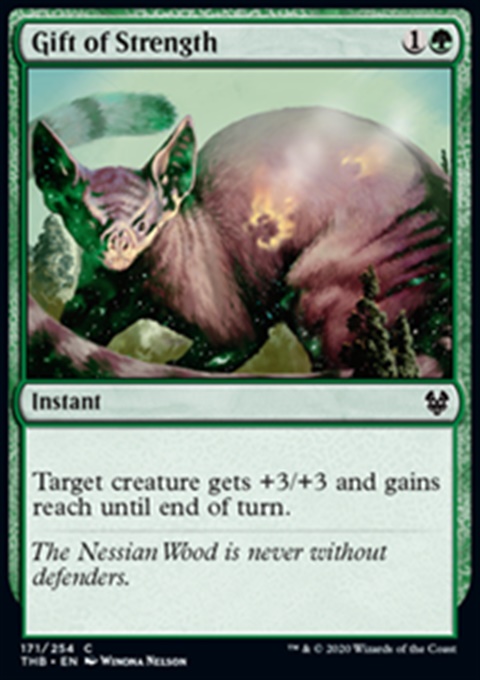 Gift of Strength 1
Instant
Target creature gets +3/+3 and gains
reach until end of turn.
The Nessian Wood is never without
defenders.
171/254 C
THB • EN Winona Nelson
™ & © 2020 Wizards of the Coast